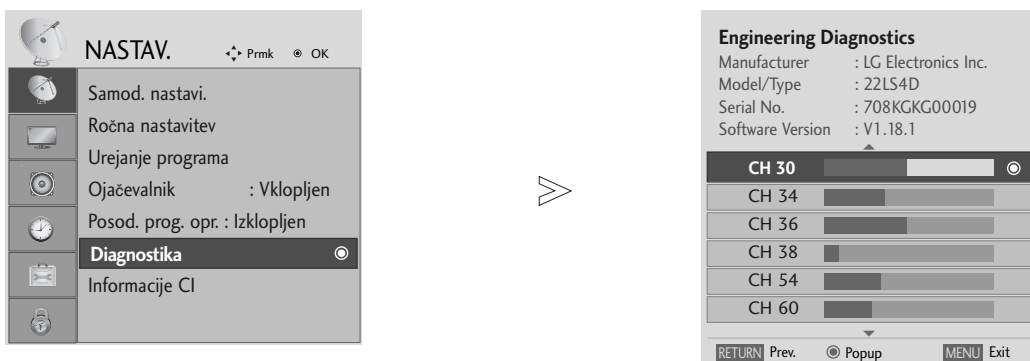 NASTAV. Prmk OK
Samod. nastavi.
Ročna nastavitev
Urejanje programa
Ojačevalnik : Vklopljen
Posod. prog. opr. : Izklopljen
Diagnostika
Informacije CI
Engineering Diagnostics
Manufacturer : LG Electronics Inc.
Model/Type : 22LS4D
Serial No. : 708KGKG00019
Software Version : V1.18.1
CH 30
CH 34
CH 36
CH 38
CH 54
CH 60
RETURN Prev. Popup MENU Exit